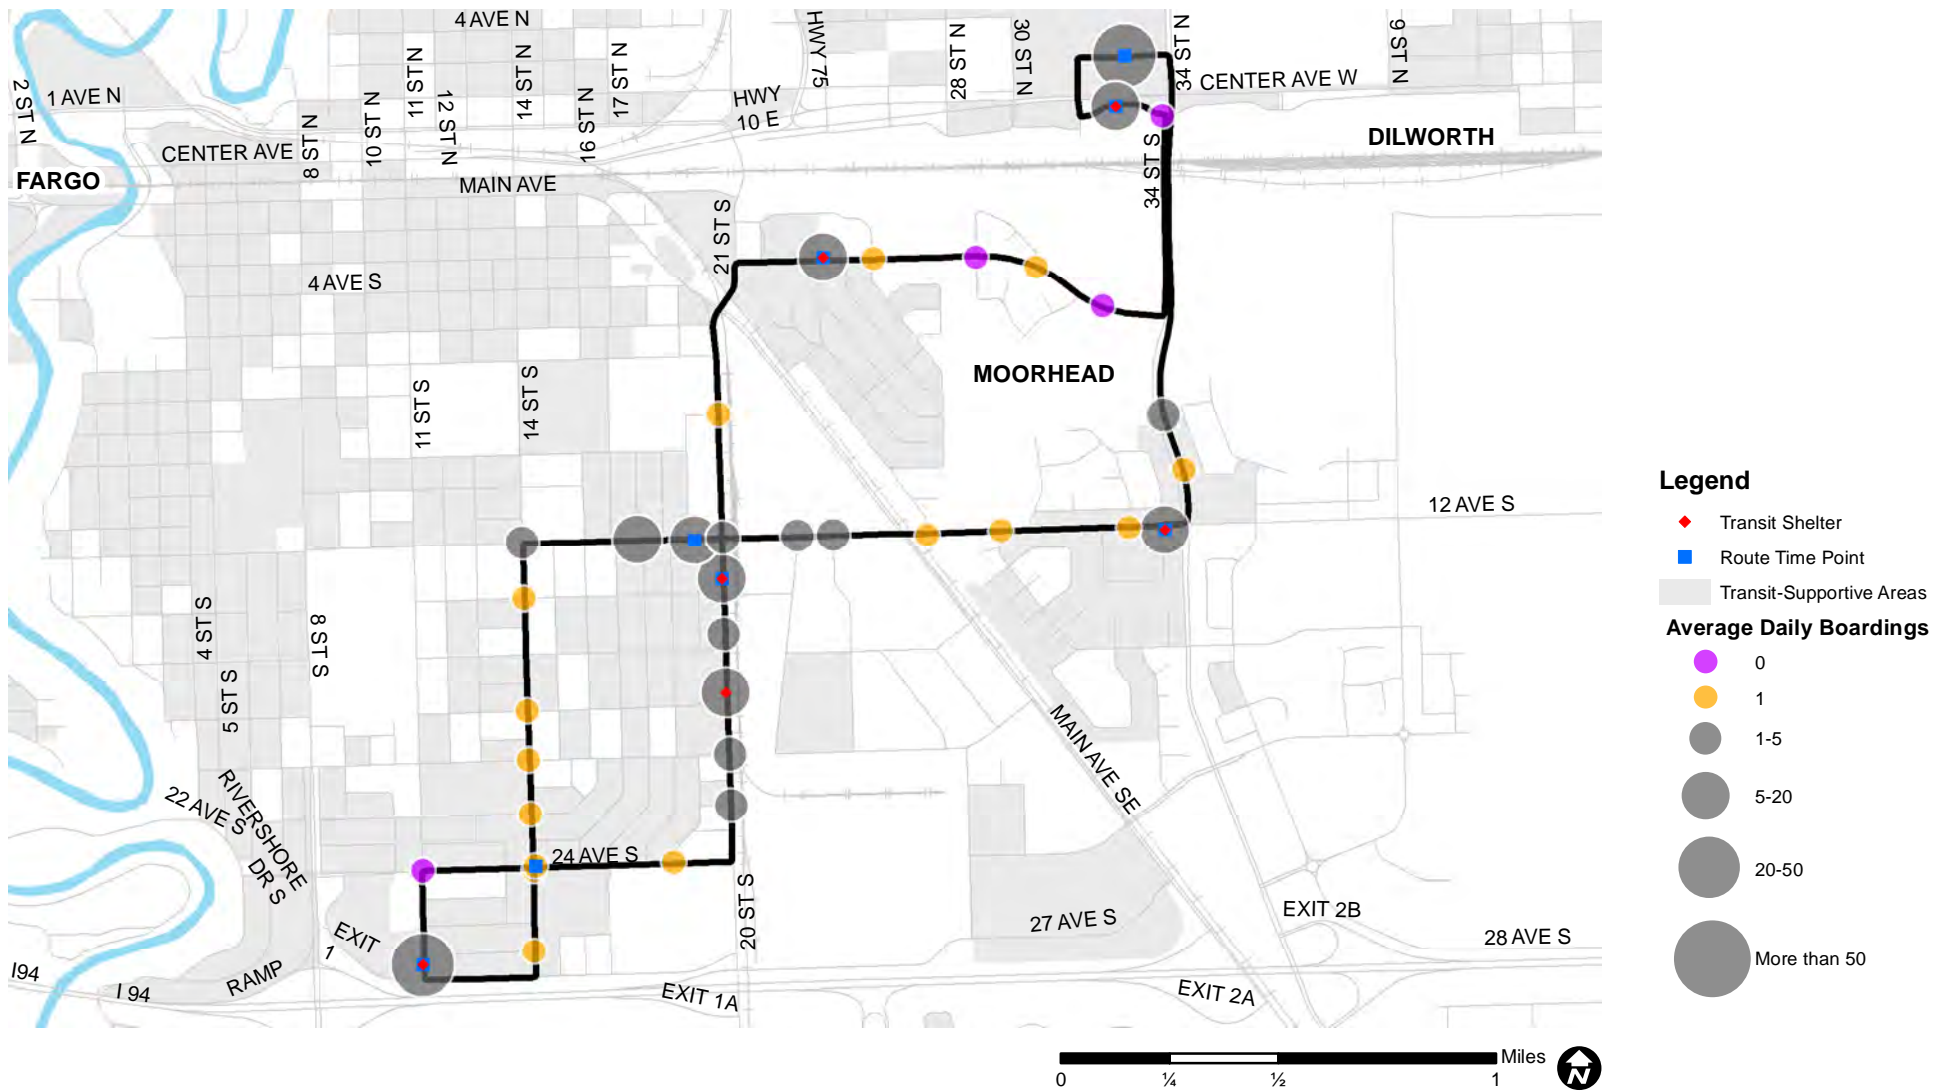 4 AVE N
2 ST N
1 AVE N
11 ST N
12 ST N
10 ST N
8 ST N
14 ST N
16 ST N
17 ST N
HWY 75
HWY
10 E
28 ST N
30 ST N
34 ST N
CENTER AVE W
9 ST N
DILWORTH
CENTER AVE
FARGO
MAIN AVE
34 ST S
21 ST S
4 AVE S
MOORHEAD
11 ST S
14 ST S
12 AVE S
4 ST S
5 ST S
8 ST S
22 AVE S
RIVERSHORE
DR S
MAIN AVE SE
24 AVE S
20 ST S
27 AVE S
EXIT 2B
28 AVE S
EXIT
1
RAMP
I94
I 94
EXIT 1A
EXIT 2A
Legend
Transit Shelter
Route Time Point
Transit-Supportive Areas
Average Daily Boardings
0
1
1-5
5-20
20-50
More than 50
Miles
0 ¼ ½ 1
N